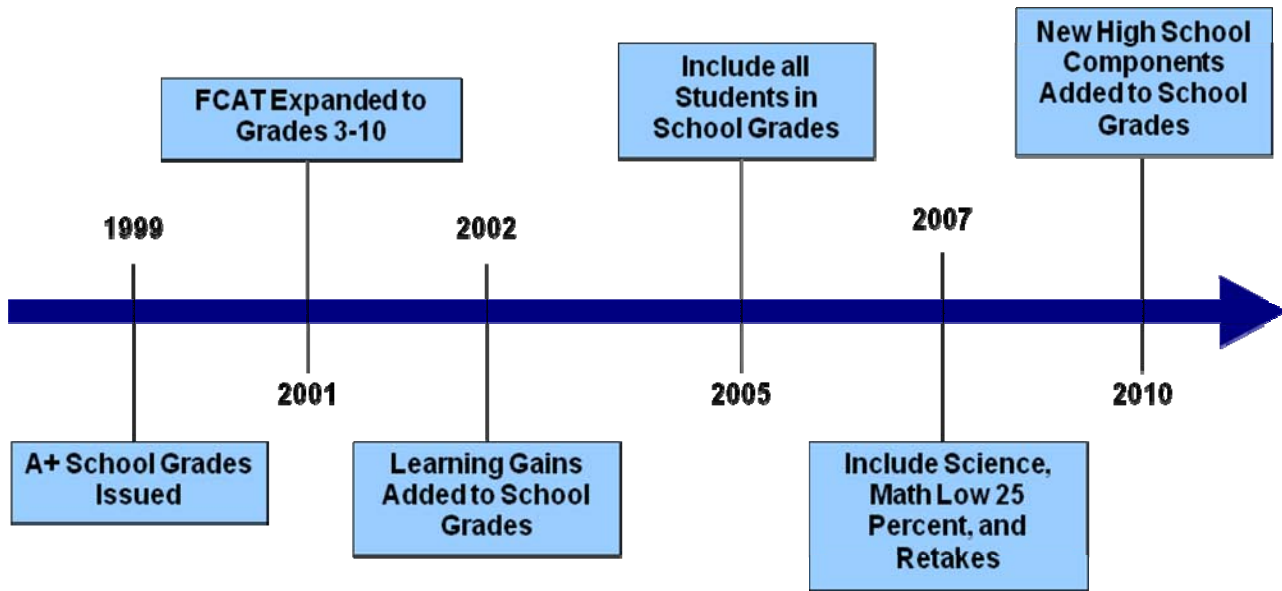 New High School
Components
Added to School
Grades
Include all
Students in
School Grades
FCAT Expanded to
Grades 3-10
1999
2002
2007
2001
2005
2010
A+ School Grades
Issued
Learning Gains
Added to School
Grades
Include Science,
Math Low 25
Percent, and
Retakes